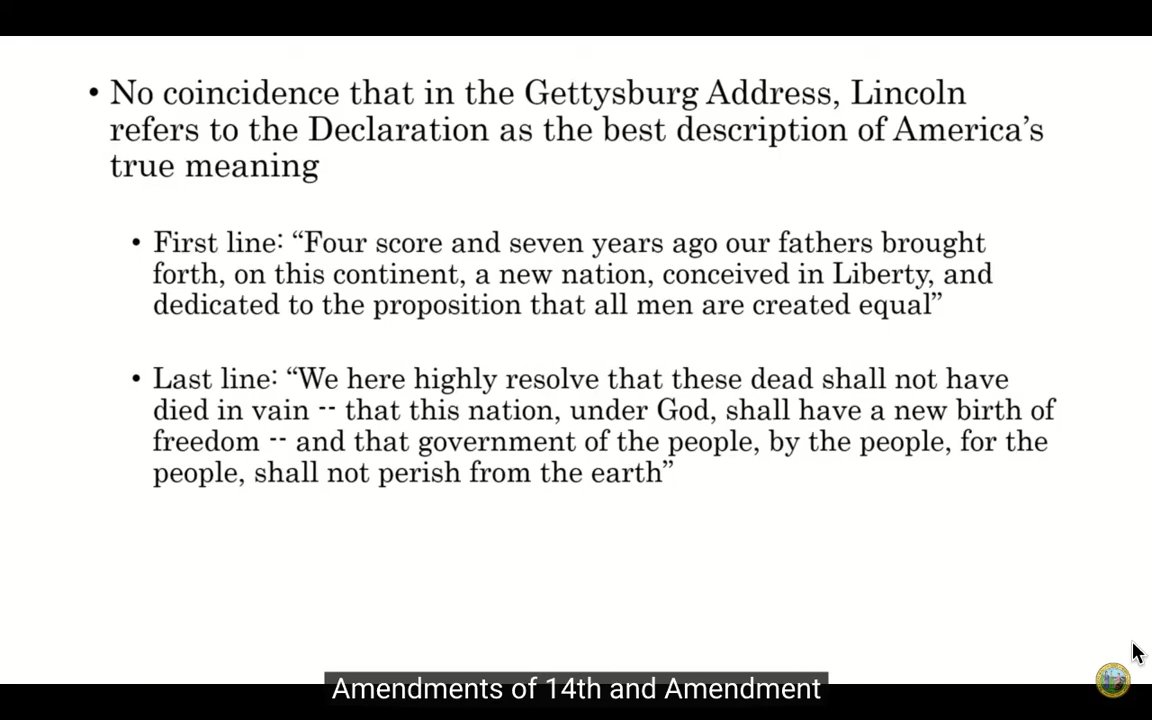 • No coincidence that in the Gettysburg Address, Lincoln
refers to the Declaration as the best description of America’s
true meaning
• First line: “Four score and seven years ago our fathers brought
forth, on this continent, a new nation, conceived in Liberty, and
dedicated to the proposition that all men are created equal”
• Last line: “We here highly resolve that these dead shall not have
died in vain -- that this nation, under God, shall have a new birth of
freedom -- and that government of the people, by the people, for the
people, shall not perish from the earth”
Amendments of 14th and Amendment